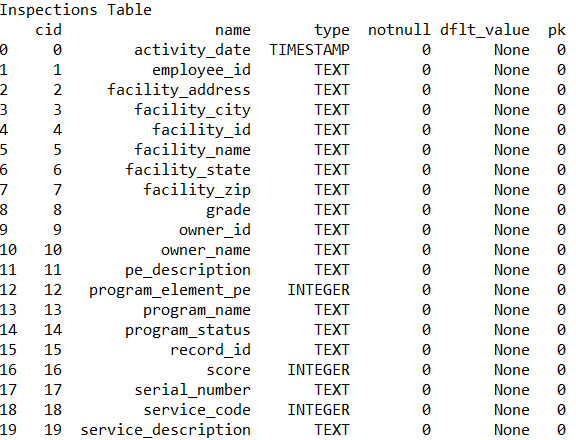 Inspections Table
cid name type notnull dflt_value pk
0 0 activity_date TIMESTAMP 0 None 0
1 1 employee_id TEXT 0 None 0
2 2 facility_address TEXT 0 None 0
3 3 facility_city TEXT 0 None 0
4 4 facility_id TEXT 0 None 0
5 5 facility_name TEXT 0 None 0
6 6 facility_state TEXT 0 None 0
7 7 facility_zip TEXT 0 None 0
8 8 grade TEXT 0 None 0
9 9 owner_id TEXT 0 None 0
10 10 owner_name TEXT 0 None 0
11 11 pe_description TEXT 0 None 0
12 12 program_element_pe INTEGER 0 None 0
13 13 program_name TEXT 0 None 0
14 14 program_status TEXT 0 None 0
15 15 record_id TEXT 0 None 0
16 16 score INTEGER 0 None 0
17 17 serial_number TEXT 0 None 0
18 18 service_code INTEGER 0 None 0
19 19 service_description TEXT 0 None 0